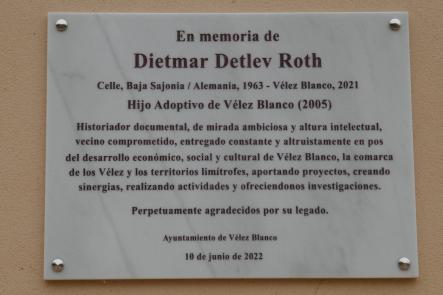 En memoria de
Dietmar Detlev Roth
Celle, Baja Sajonia / Alemania, 1963 - Vélez Blanco, 2021
Hijo Adoptivo de Vélez Blanco (2005)
Historiador documental, de mirada ambiciosa y altura intelectual,
vecino comprometido, entregado constante y altruistamente en pos
del desarrollo económico, social y cultural de Vélez Blanco, la comarca
de los Vélez y los territorios limítrofes, aportando proyectos, creando
sinergias, realizando actividades y ofreciendonos investigaciones.
Perpetuamente agradecidos por su legado.
Ayuntamiento de Vélez Blanco
10 de junio de 2022